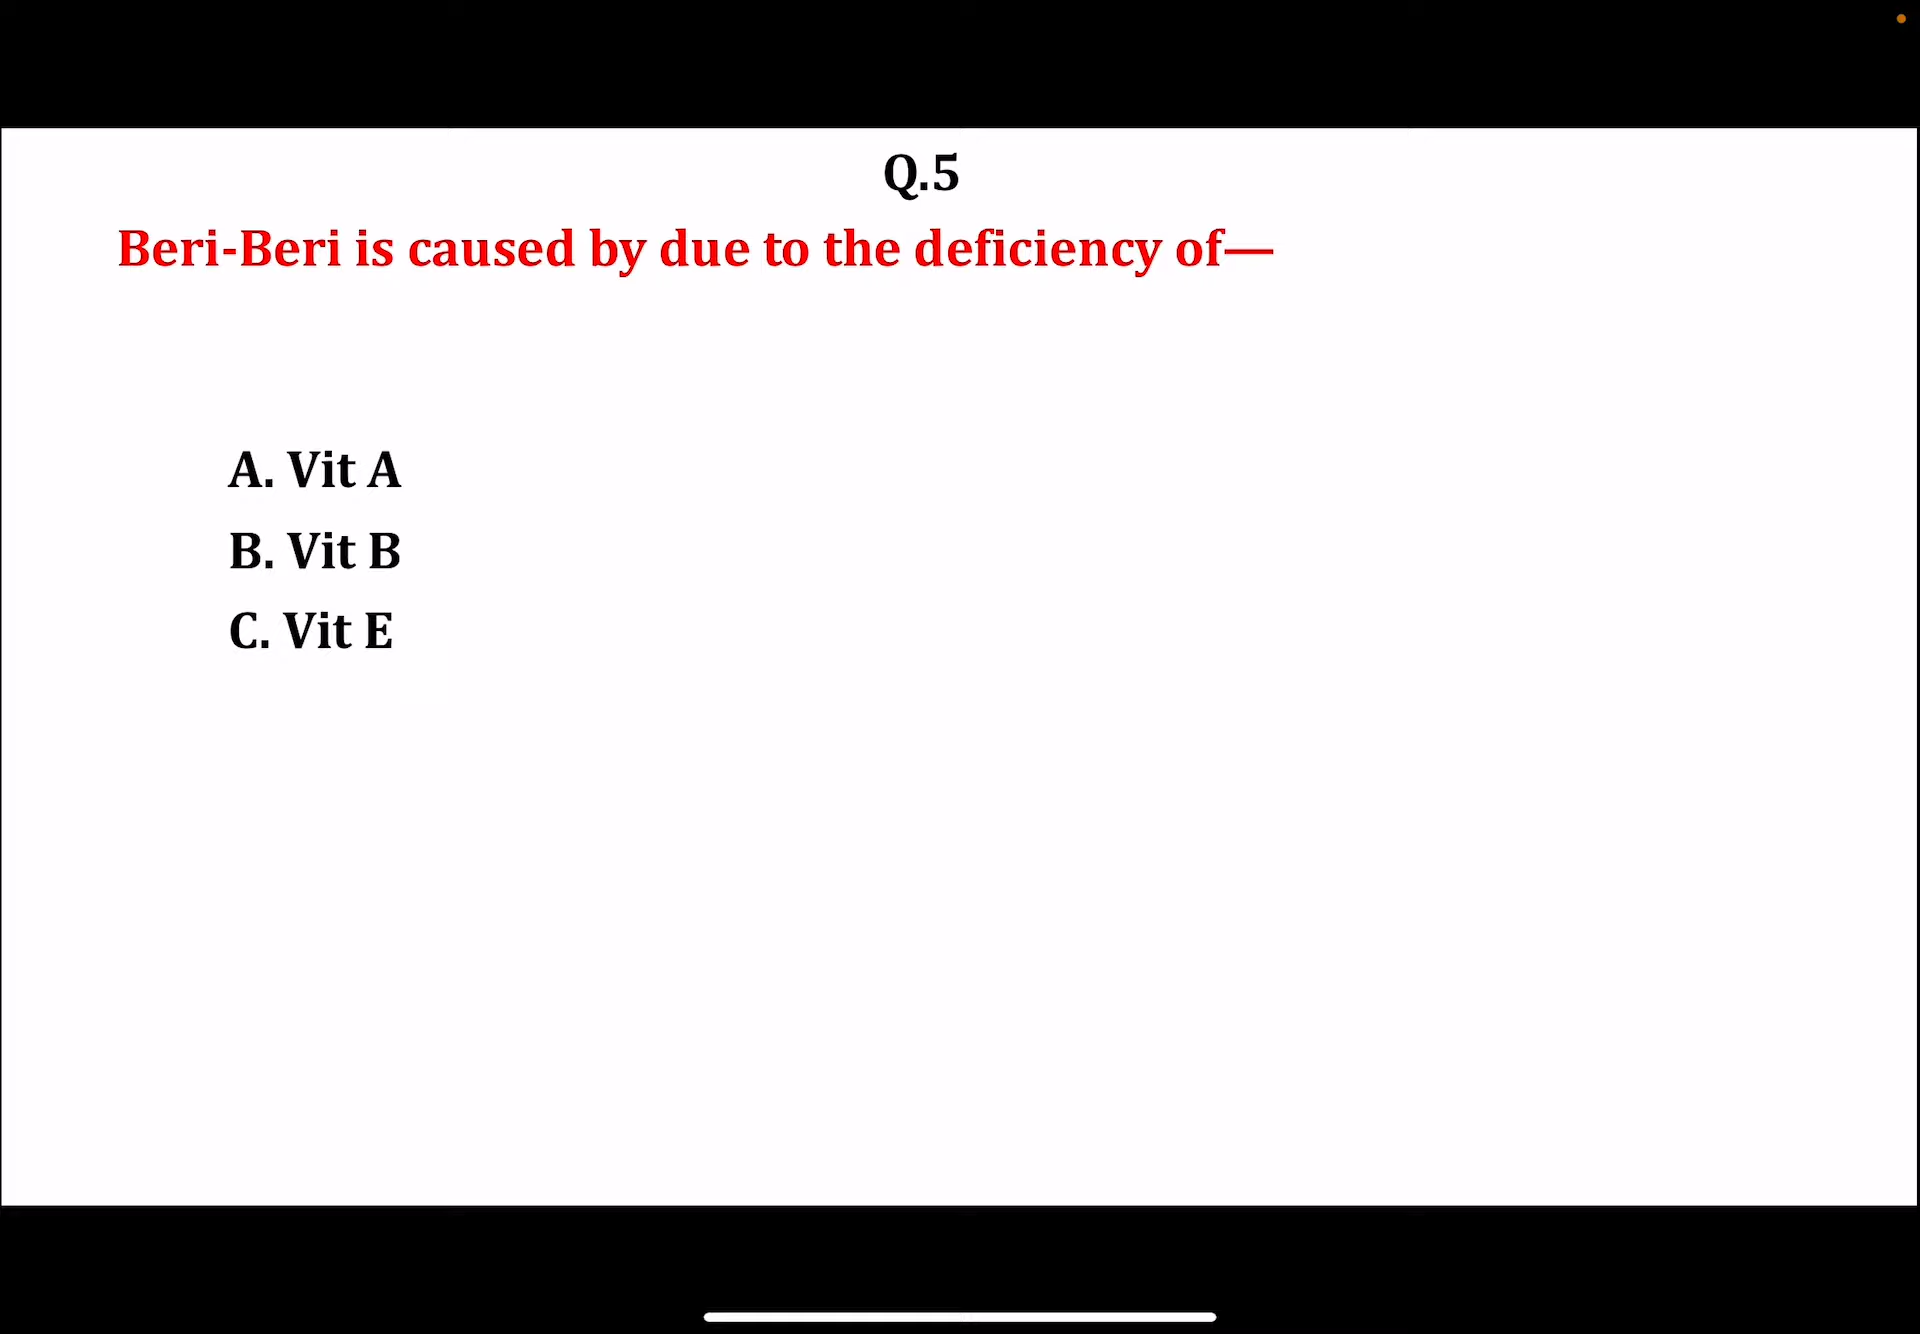 Q.5
Beri-Beri is caused by due to the deficiency of—
A. Vit A
B. Vit B
C. Vit E